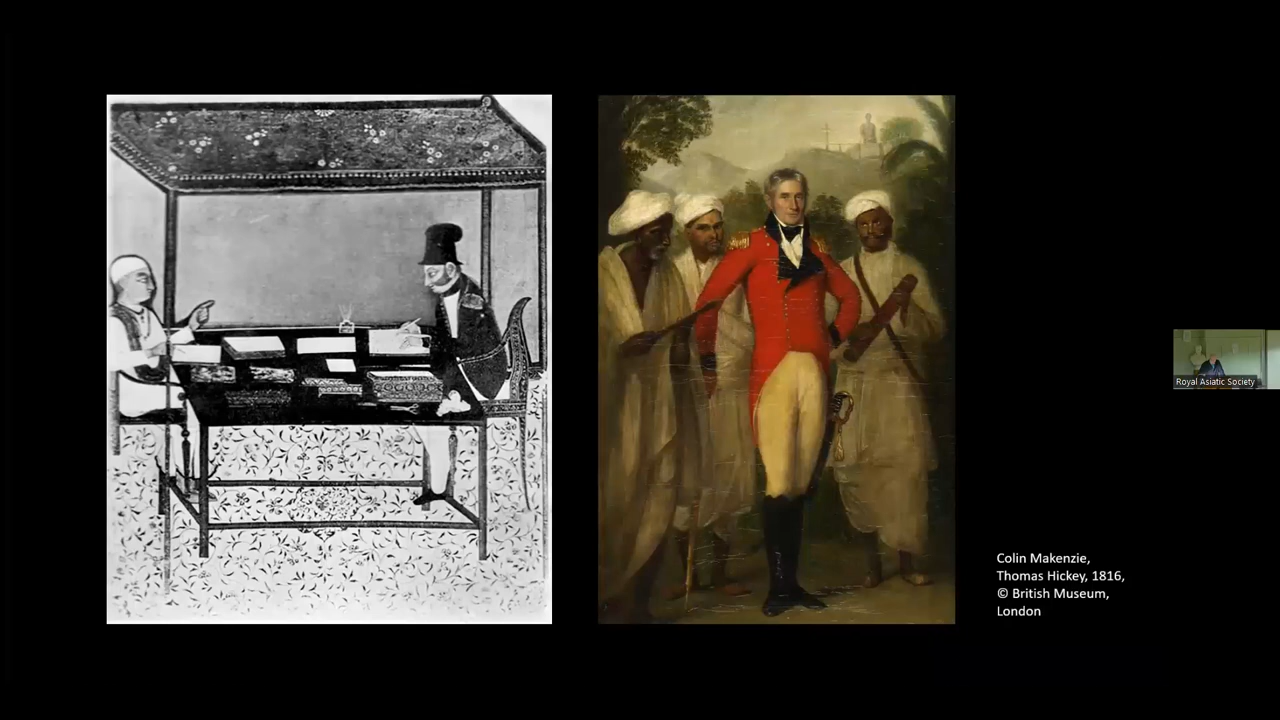 Colin Makenzie,
Thomas Hickey, 1816,
© British Museum,
London
Royal Asiatic Society